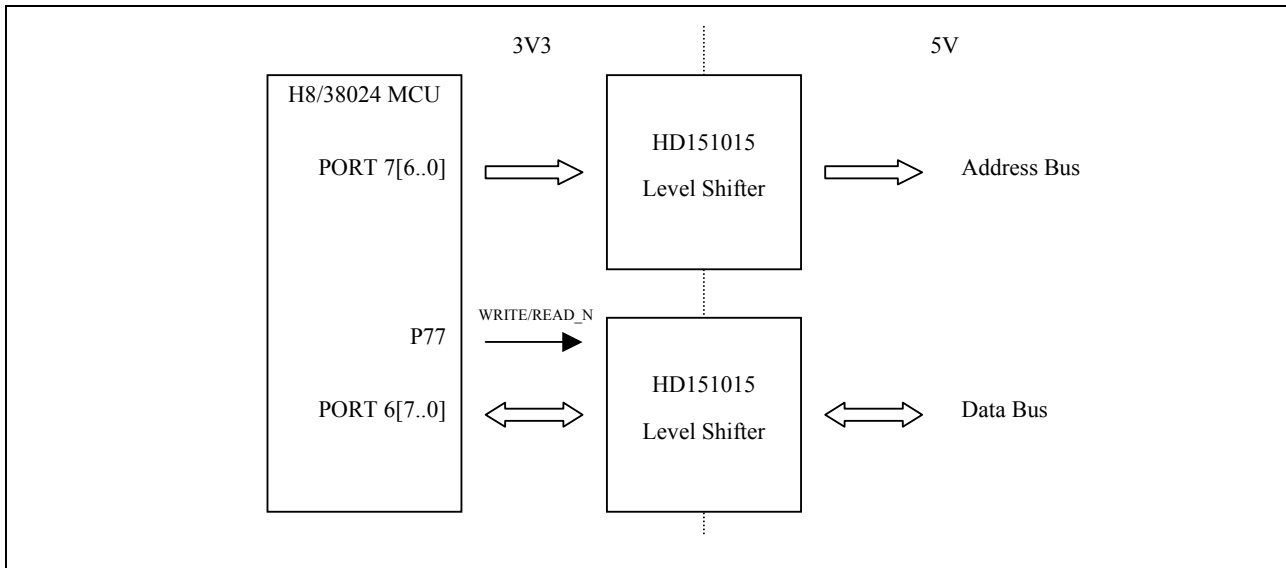 3V3
5V
H8/38024 MCU
PORT 7[6..0]
HD151015
Level Shifter
Address Bus
P77
WRITE/READ_N
PORT 6[7..0]
HD151015
Level Shifter
Data Bus